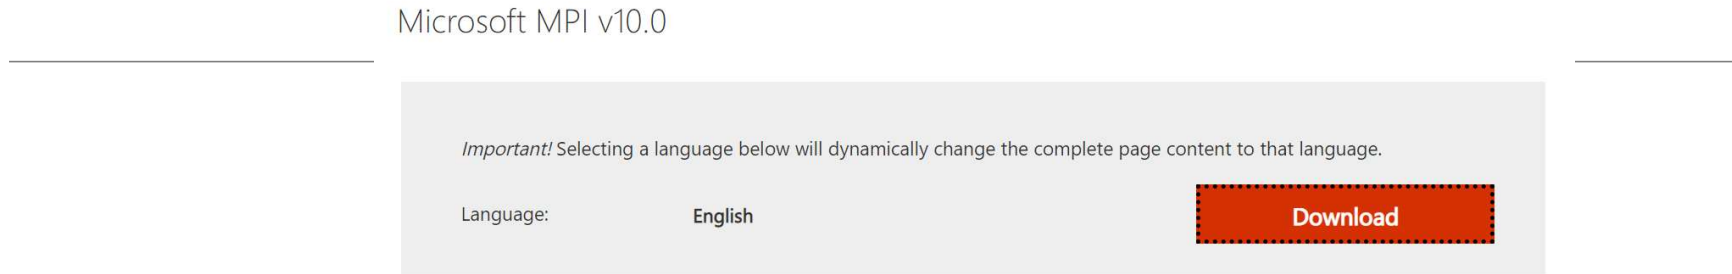 Microsoft MPI v10.0
Important! Selecting a language below will dynamically change the complete page content to that language.
Language: English Download